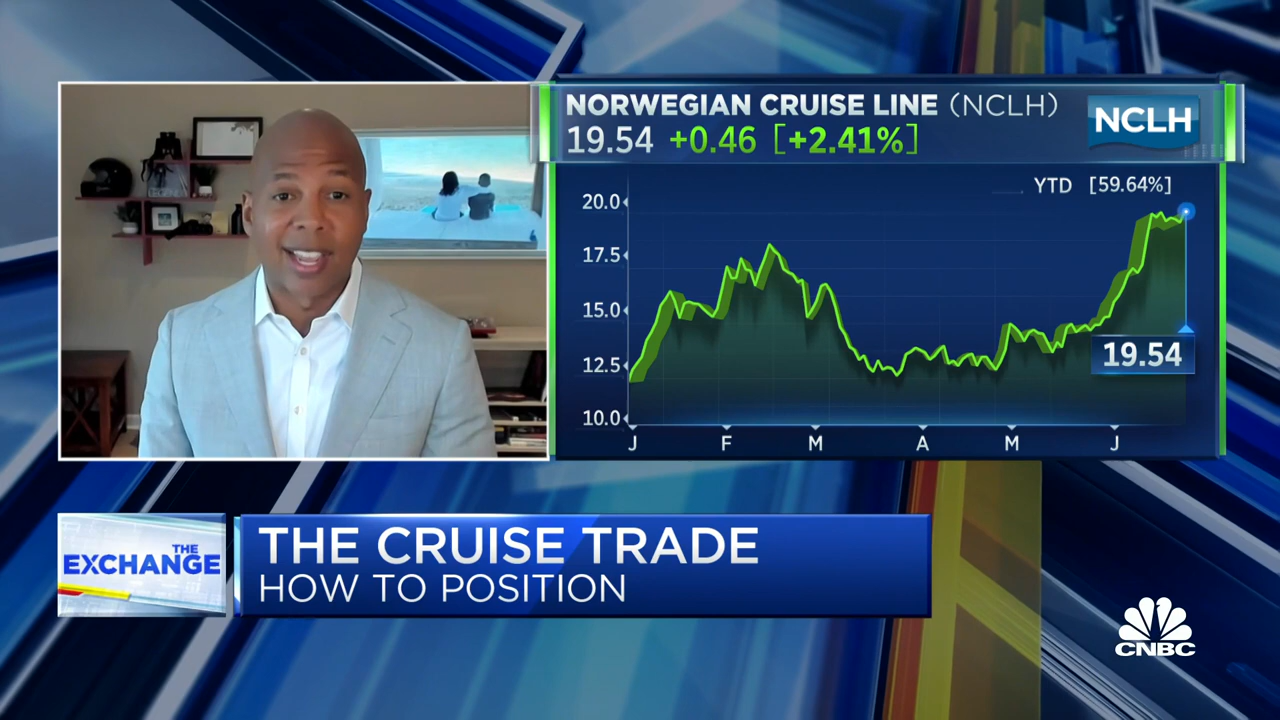 NORWEGIAN CRUISE LINE (NCLH)
19.54 +0.46 [+2.41%]
NCLH
YTD [59.64%]
20.0
17.5
15.0
12.5
10.0
19.54
J F M A M J
THE
EXCHANGE
THE CRUISE TRADE
HOW TO POSITION
CNBC